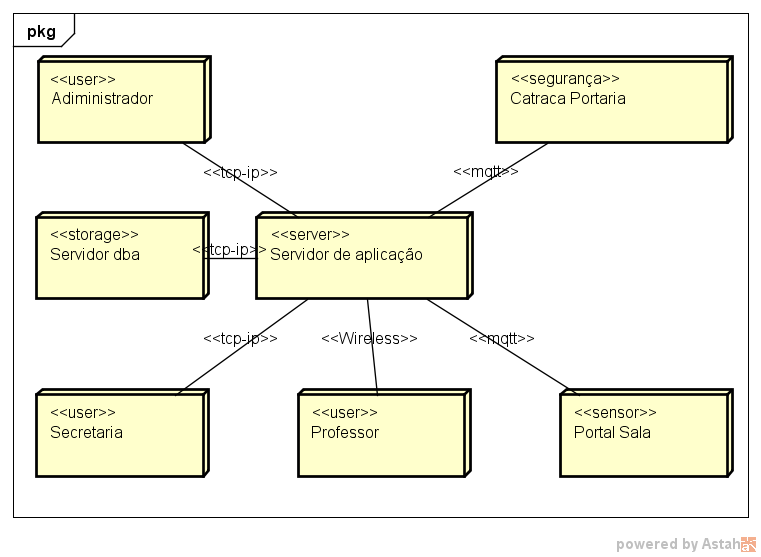 pkg
<<user>>
Adiministrador
<<segurança>>
Catraca Portaria
<<tcp-ip>>
<<mqtt>>
<<storage>>
Servidor dba
<<tcp-ip>>
<<server>>
Servidor de aplicação
<<tcp-ip>>
<<Wireless>>
<<mqtt>>
<<user>>
Secretaria
<<user>>
Professor
<<sensor>>
Portal Sala
powered by Astah